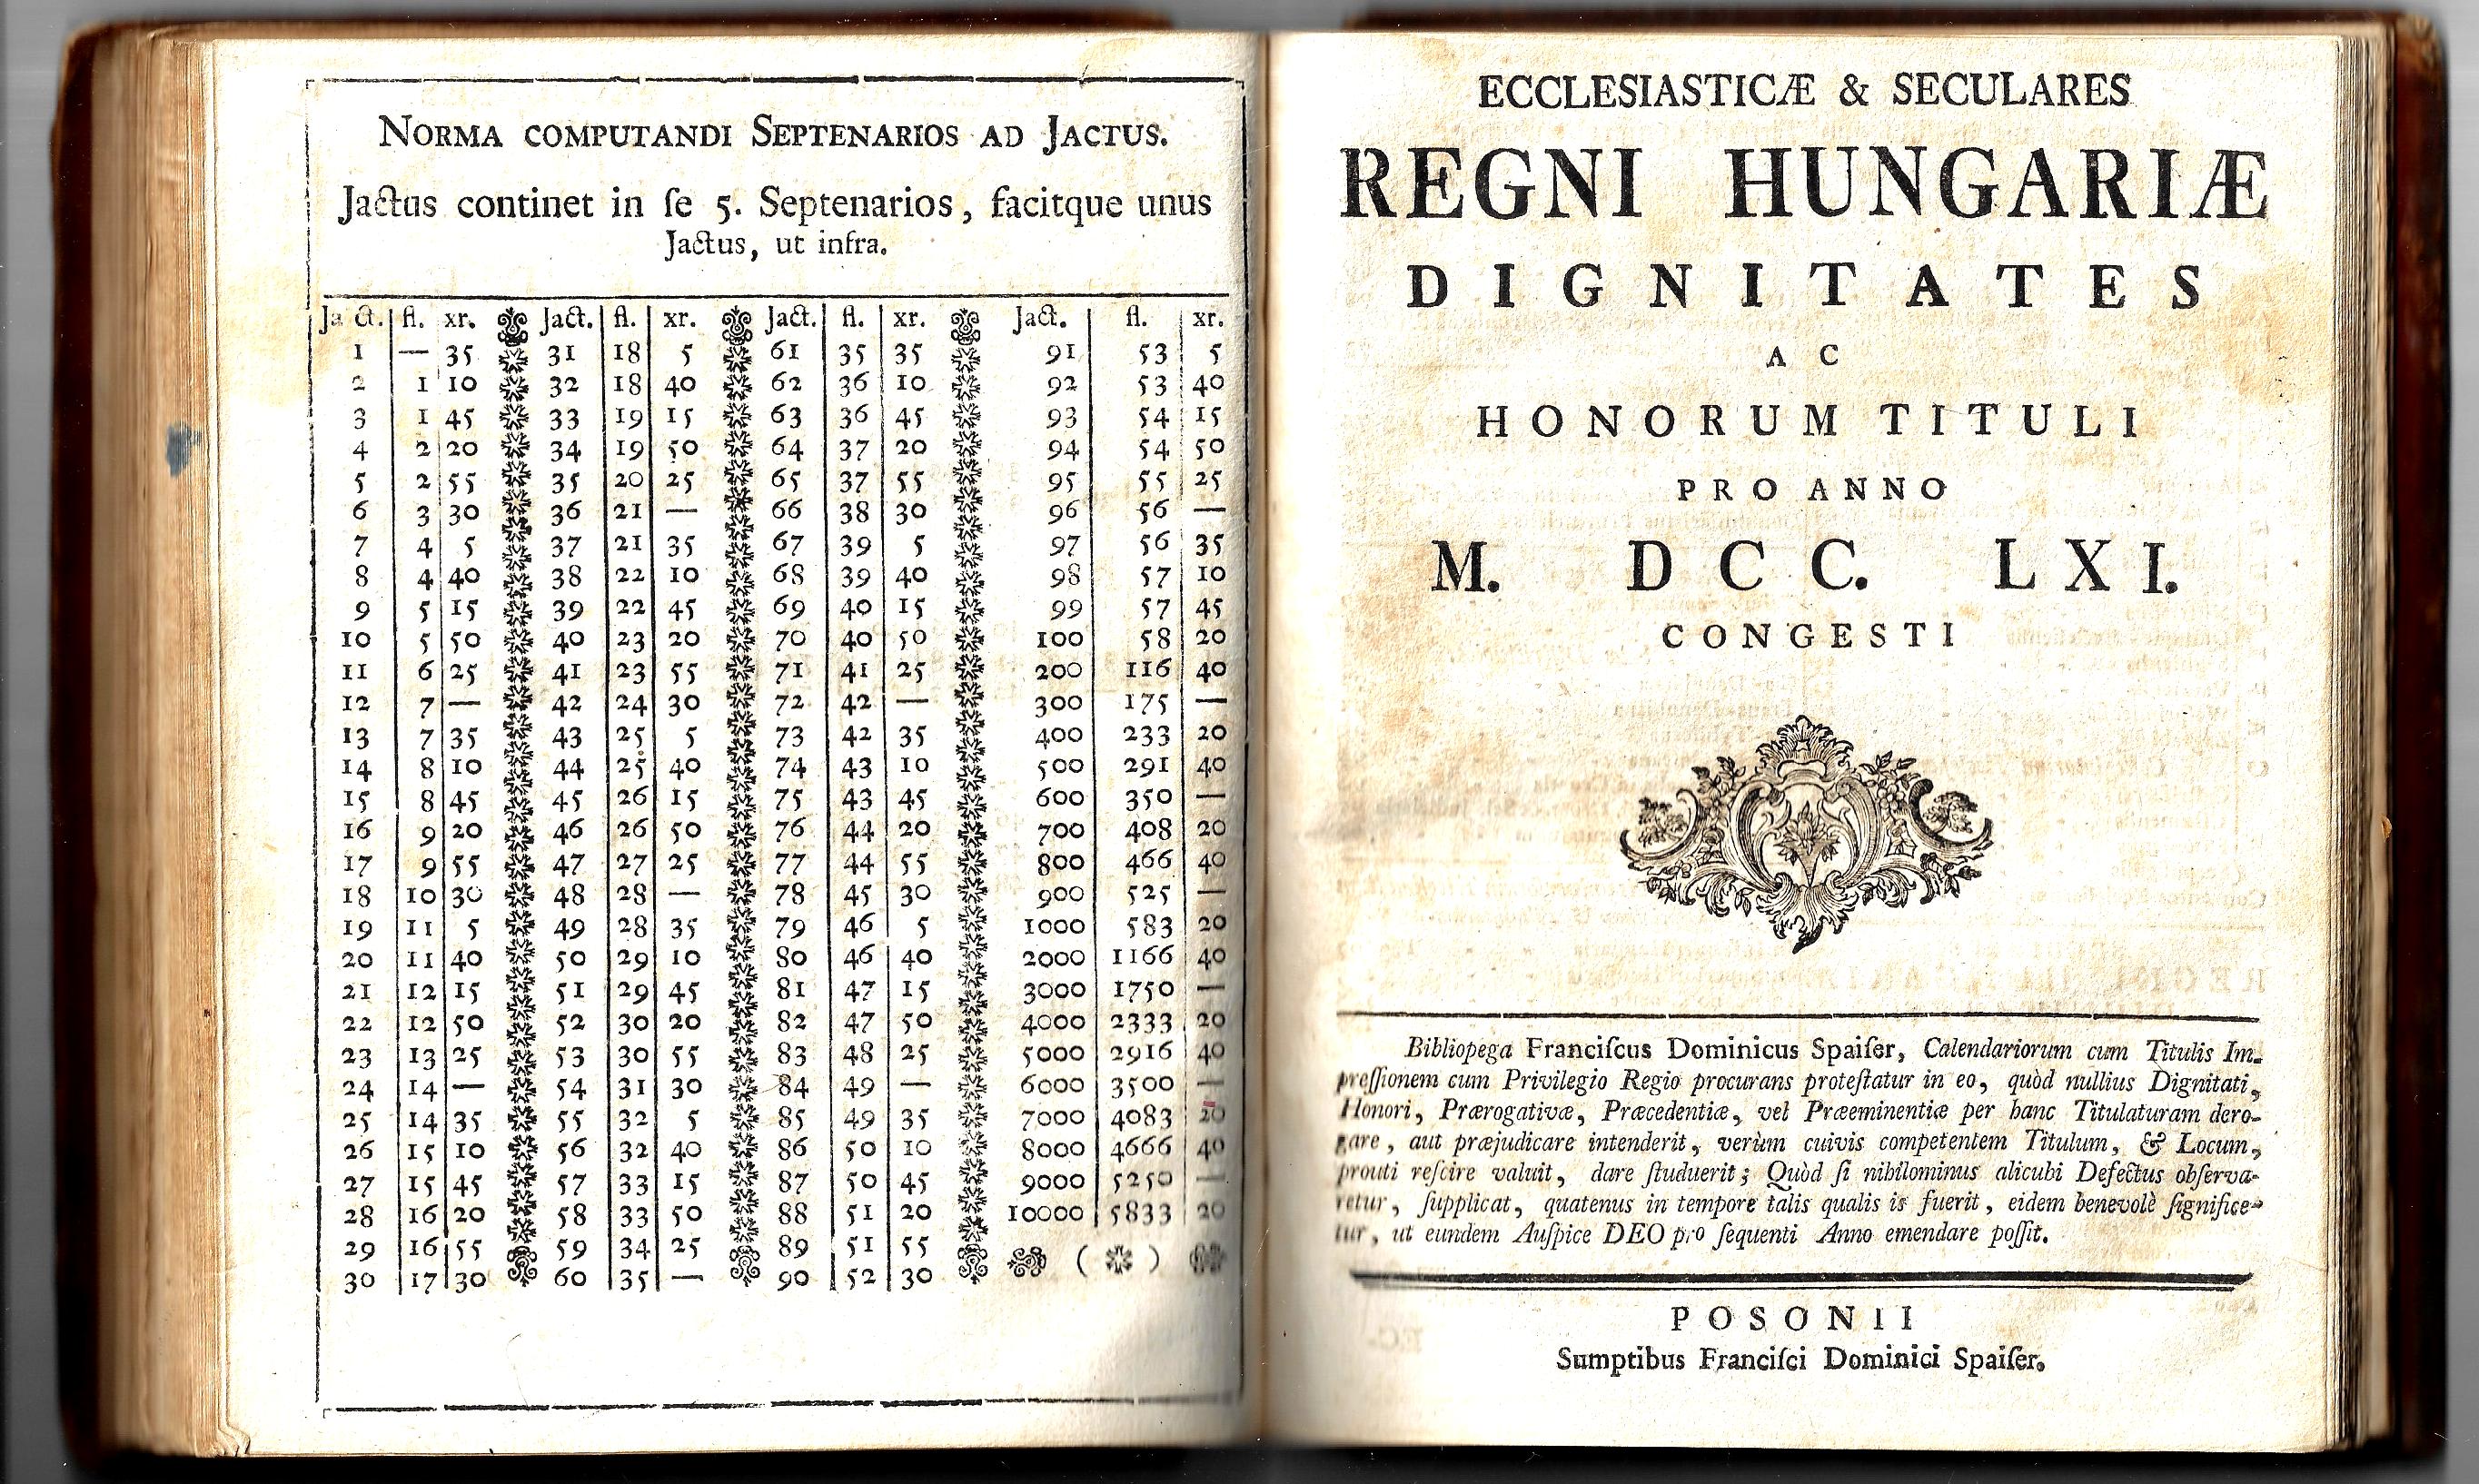 NORMA COMPUTANDI SEPTENARIOS AD JACTUS.
Jactus continet in ſe 5. Septenarios, facitque unus
Jactus, ut infra.
Ja ct. fl. xr. Jact. fl. xr. Jact. fl. xr. Jact. fl. xr.
1 — 35 31 18 5 61 35 35 91 53 5
2 1 10 32 18 40 62 36 10 92 53 40
3 1 45 33 19 15 63 36 45 93 54 15
4 2 20 34 19 50 64 37 20 94 54 50
5 2 55 35 20 25 65 37 55 95 55 25
6 3 30 36 21 — 66 38 30 96 56 —
7 4 5 37 21 35 67 39 5 97 56 35
8 4 40 38 22 10 68 39 40 98 57 10
9 5 15 39 22 45 69 40 15 99 57 45
10 5 50 40 23 20 70 40 50 100 58 20
11 6 25 41 23 55 71 41 25 200 116 40
12 7 — 42 24 30 72 42 — 300 175 —
13 7 35 43 25 5 73 42 35 400 233 20
14 8 10 44 25 40 74 43 10 500 291 40
15 8 45 45 26 15 75 43 45 600 350 —
16 9 20 46 26 50 76 44 20 700 408 20
17 9 55 47 27 25 77 44 55 800 466 40
18 10 30 48 28 — 78 45 30 900 525 —
19 11 5 49 28 35 79 46 5 1000 583 20
20 11 40 50 29 10 80 46 40 2000 1166 40
21 12 15 51 29 45 81 47 15 3000 1750 —
22 12 50 52 30 20 82 47 50 4000 2333 20
23 13 25 53 30 55 83 48 25 5000 2916 40
24 14 — 54 31 30 84 49 — 6000 3500 —
25 14 35 55 32 5 85 49 35 7000 4083 20
26 15 10 56 32 40 86 50 10 8000 4666 40
27 15 45 57 33 15 87 50 45 9000 5250 —
28 16 20 58 33 50 88 51 20 10000 5833 20
29 16 55 59 34 25 89 51 55
30 17 30 60 35 — 90 52 30
ECCLESIASTICÆ & SECULARES
REGNI HUNGARIÆ
DIGNITATES
AC
HONORUM TITULI
PRO ANNO
M. DCC. LXI.
CONGESTI
Bibliopega Franciſcus Dominicus Spaiſer, Calendariorum cum Titulis Im-
preſſionem cum Privilegio Regio procurans proteſtatur in eo, quòd nullius Dignitati,
Honori, Prærogativæ, Præcedentiæ, vel Præeminentiæ per hanc Titulaturam dero-
gare, aut præjudicare intenderit, verùm cuivis competentem Titulum, & Locum,
prouti reſcire valuit, dare ſtuduerit; Quòd ſi nihilominus alicubi Defectus obſerva-
retur, ſupplicat, quatenus in tempore talis qualis is fuerit, eidem benevolè ſignifice-
tur, ut eundem Auſpice DEO pro ſequenti Anno emendare poſſit.
POSONII
Sumptibus Franciſci Dominici Spaiſer.